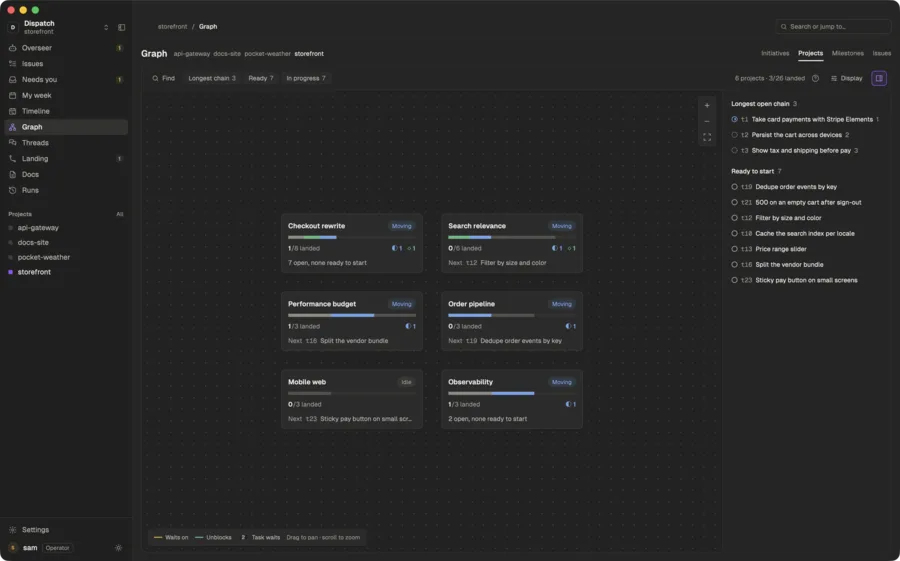 Dispatch
storefront
Overseer 1
Issues
Needs you 1
My week
Timeline
Graph
Threads
Landing 1
Docs
Runs
Projects All
api-gateway
docs-site
pocket-weather
storefront
Settings
sam Operator
storefront / Graph
Search or jump to...
Graph api-gateway docs-site pocket-weather storefront
Initiatives Projects Milestones Issues
Find Longest chain 3 Ready 7 In progress 7
6 projects · 3/26 landed Display
Checkout rewrite Moving
1/8 landed 1 1
7 open, none ready to start
Search relevance Moving
0/6 landed 1 1
Next t12 Filter by size and color
Performance budget Moving
1/3 landed 1
Next t16 Split the vendor bundle
Order pipeline Moving
0/3 landed 1
Next t19 Dedupe order events by key
Mobile web Idle
0/3 landed
Next t23 Sticky pay button on small scr...
Observability Moving
1/3 landed 1
2 open, none ready to start
Waits on Unblocks 2 Task waits Drag to pan · scroll to zoom
Longest open chain 3
t1 Take card payments with Stripe Elements 1
t2 Persist the cart across devices 2
t3 Show tax and shipping before pay 3
Ready to start 7
t19 Dedupe order events by key
t21 500 on an empty cart after sign-out
t12 Filter by size and color
t10 Cache the search index per locale
t13 Price range slider
t16 Split the vendor bundle
t23 Sticky pay button on small screens